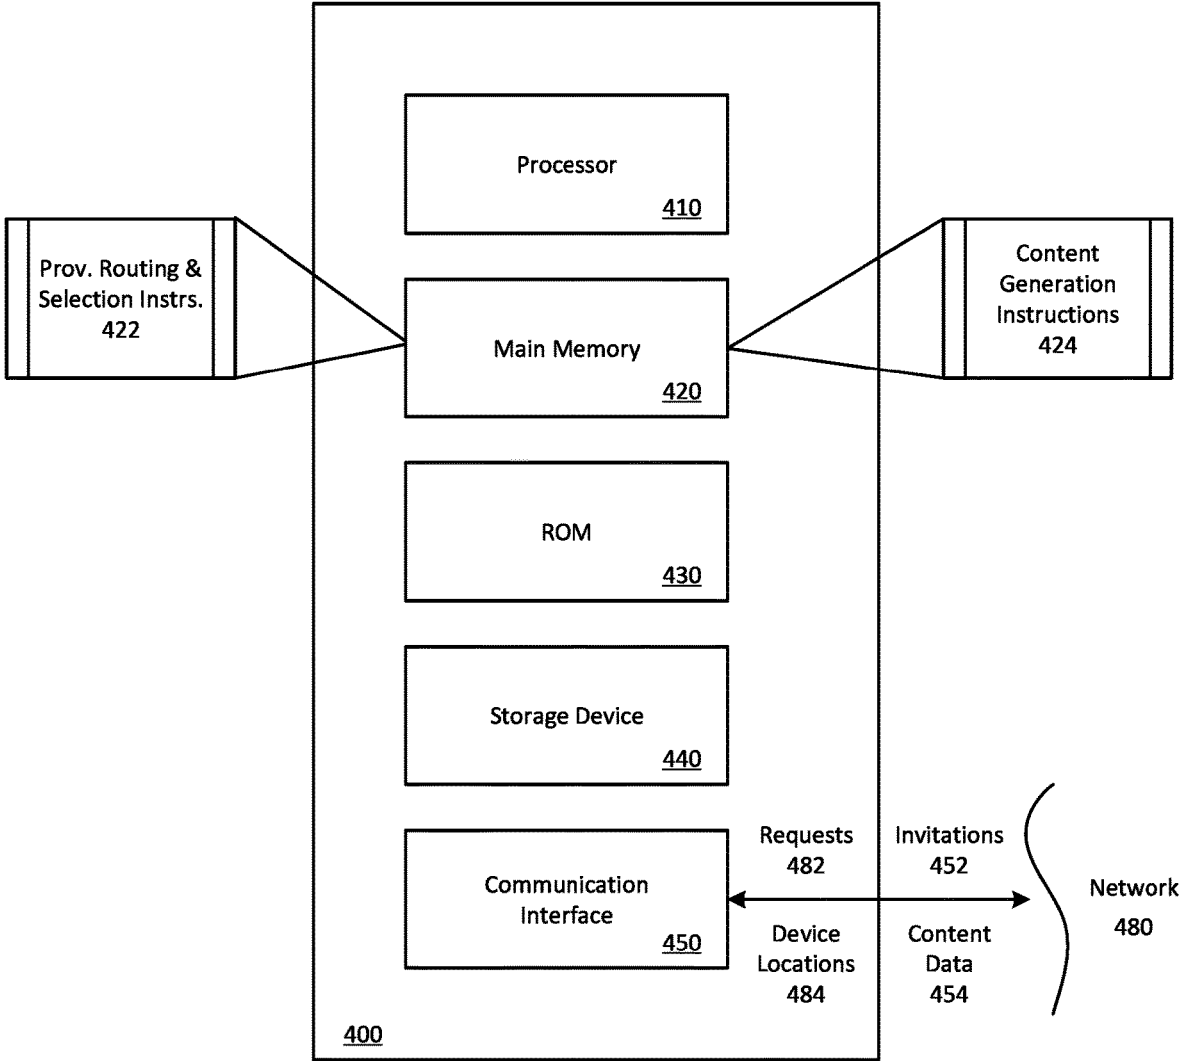 Processor
410
Prov. Routing &
Selection Instrs.
422
Main Memory
420
Content
Generation
Instructions
424
ROM
430
Storage Device
440
Communication
Interface
450
Requests
482
Invitations
452
Device
Locations
484
Content
Data
454
Network
480
400